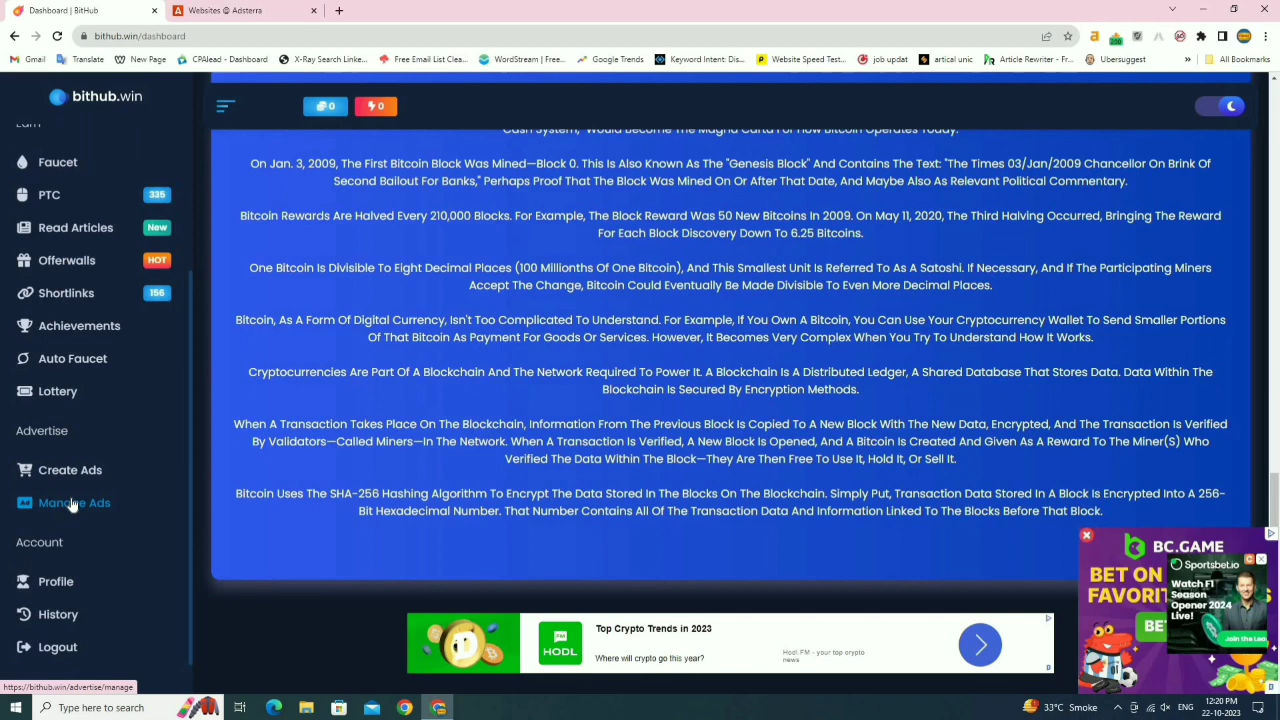 Dashboard | BitHub
Websites @ Adsterra
bithub.win/dashboard
Gmail
Translate
New Page
CPAlead - Dashboard
X-Ray Search Linke...
Free Email List Clea...
WordStream | Free...
Google Trends
Keyword Intent: Dis...
Website Speed Test...
job updat
artical unic
Article Rewriter - Fr...
Ubersuggest
»
All Bookmarks
200
bithub.win
0
0
Cash System," Would Become The Magna Carta For How Bitcoin Operates Today.
Earn
Faucet
PTC 335
Read Articles New
Offerwalls HOT
Shortlinks 156
Achievements
Auto Faucet
Lottery
Advertise
Create Ads
Manage Ads
Account
Profile
History
Logout
On Jan. 3, 2009, The First Bitcoin Block Was Mined—Block 0. This Is Also Known As The "Genesis Block" And Contains The Text: "The Times 03/Jan/2009 Chancellor On Brink Of
Second Bailout For Banks," Perhaps Proof That The Block Was Mined On Or After That Date, And Maybe Also As Relevant Political Commentary.
Bitcoin Rewards Are Halved Every 210,000 Blocks. For Example, The Block Reward Was 50 New Bitcoins In 2009. On May 11, 2020, The Third Halving Occurred, Bringing The Reward
For Each Block Discovery Down To 6.25 Bitcoins.
One Bitcoin Is Divisible To Eight Decimal Places (100 Millionths Of One Bitcoin), And This Smallest Unit Is Referred To As A Satoshi. If Necessary, And If The Participating Miners
Accept The Change, Bitcoin Could Eventually Be Made Divisible To Even More Decimal Places.
Bitcoin, As A Form Of Digital Currency, Isn't Too Complicated To Understand. For Example, If You Own A Bitcoin, You Can Use Your Cryptocurrency Wallet To Send Smaller Portions
Of That Bitcoin As Payment For Goods Or Services. However, It Becomes Very Complex When You Try To Understand How It Works.
Cryptocurrencies Are Part Of A Blockchain And The Network Required To Power It. A Blockchain Is A Distributed Ledger, A Shared Database That Stores Data. Data Within The
Blockchain Is Secured By Encryption Methods.
When A Transaction Takes Place On The Blockchain, Information From The Previous Block Is Copied To A New Block With The New Data, Encrypted, And The Transaction Is Verified
By Validators—Called Miners—In The Network. When A Transaction Is Verified, A New Block Is Opened, And A Bitcoin Is Created And Given As A Reward To The Miner(S) Who
Verified The Data Within The Block—They Are Then Free To Use It, Hold It, Or Sell It.
Bitcoin Uses The SHA-256 Hashing Algorithm To Encrypt The Data Stored In The Blocks On The Blockchain. Simply Put, Transaction Data Stored In A Block Is Encrypted Into A 256-
Bit Hexadecimal Number. That Number Contains All Of The Transaction Data And Information Linked To The Blocks Before That Block.
HODL
Top Crypto Trends in 2023
Where will crypto go this year?
Hodl.FM - your top crypto
news
BC.GAME
BET ON
FAVORI
BE
Sportsbet.io
Watch F1
Season
Opener 2024
Live!
Join the
https://bithub.win/advertise/manage
Type here to search
33°C Smoke
ENG
12:20 PM
22-10-2023